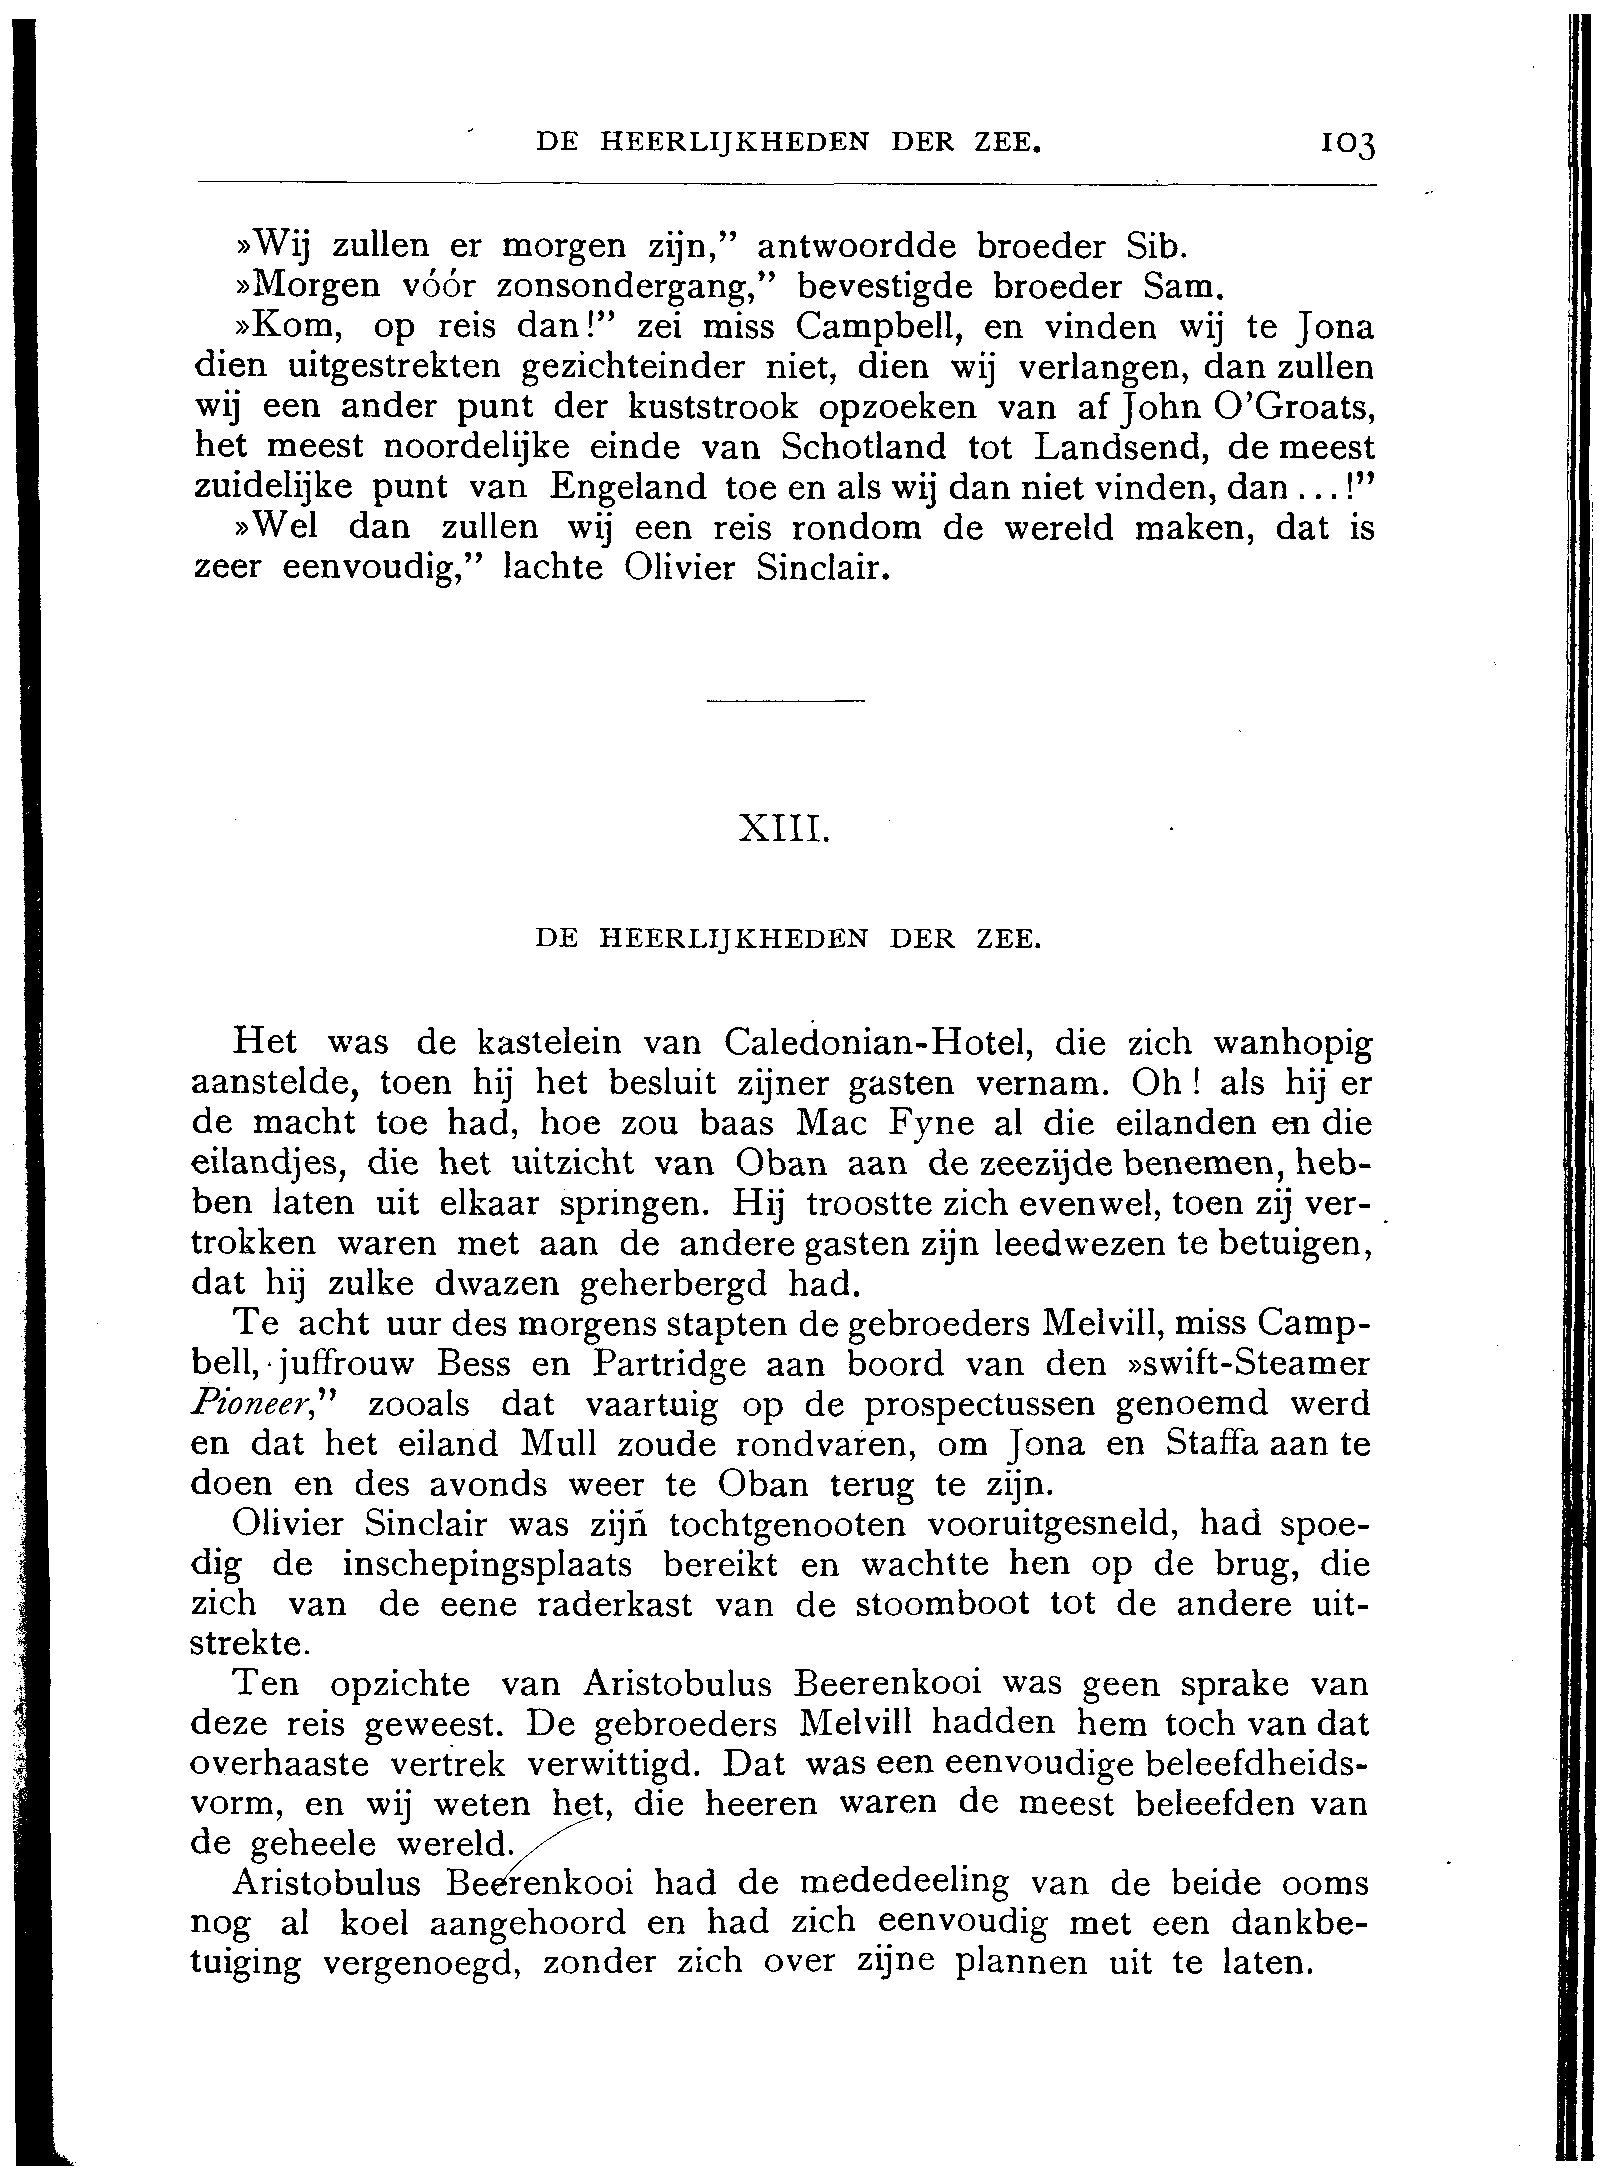 DE HEERLIJKHEDEN DER ZEE. 103
»Wij zullen er morgen zijn,” antwoordde broeder Sib.
»Morgen vóór zonsondergang,” bevestigde broeder Sam.
»Kom, op reis dan!” zei miss Campbell, en vinden wij te Jona
dien uitgestrekten gezichteinder niet, dien wij verlangen, dan zullen
wij een ander punt der kuststrook opzoeken van af John O’Groats,
het meest noordelijke einde van Schotland tot Landsend, de meest
zuidelijke punt van Engeland toe en als wij dan niet vinden, dan ...!”
»Wel dan zullen wij een reis rondom de wereld maken, dat is
zeer eenvoudig,” lachte Olivier Sinclair.
XIII.
DE HEERLIJKHEDEN DER ZEE.
Het was de kastelein van Caledonian-Hotel, die zich wanhopig
aanstelde, toen hij het besluit zijner gasten vernam. Oh! als hij er
de macht toe had, hoe zou baas Mac Fyne al die eilanden en die
eilandjes, die het uitzicht van Oban aan de zeezijde benemen, heb-
ben laten uit elkaar springen. Hij troostte zich evenwel, toen zij ver-
trokken waren met aan de andere gasten zijn leedwezen te betuigen,
dat hij zulke dwazen geherbergd had.
Te acht uur des morgens stapten de gebroeders Melvill, miss Camp-
bell, juffrouw Bess en Partridge aan boord van den »swift-Steamer
Pioneer,” zooals dat vaartuig op de prospectussen genoemd werd
en dat het eiland Mull zoude rondvaren, om Jona en Staffa aan te
doen en des avonds weer te Oban terug te zijn.
Olivier Sinclair was zijn tochtgenooten vooruitgesneld, had spoe-
dig de inschepingsplaats bereikt en wachtte hen op de brug, die
zich van de eene raderkast van de stoomboot tot de andere uit-
strekte.
Ten opzichte van Aristobulus Beerenkooi was geen sprake van
deze reis geweest. De gebroeders Melvill hadden hem toch van dat
overhaaste vertrek verwittigd. Dat was een eenvoudige beleefdheids-
vorm, en wij weten het, die heeren waren de meest beleefden van
de geheele wereld.
Aristobulus Beerenkooi had de mededeeling van de beide ooms
nog al koel aangehoord en had zich eenvoudig met een dankbe-
tuiging vergenoegd, zonder zich over zijne plannen uit te laten.